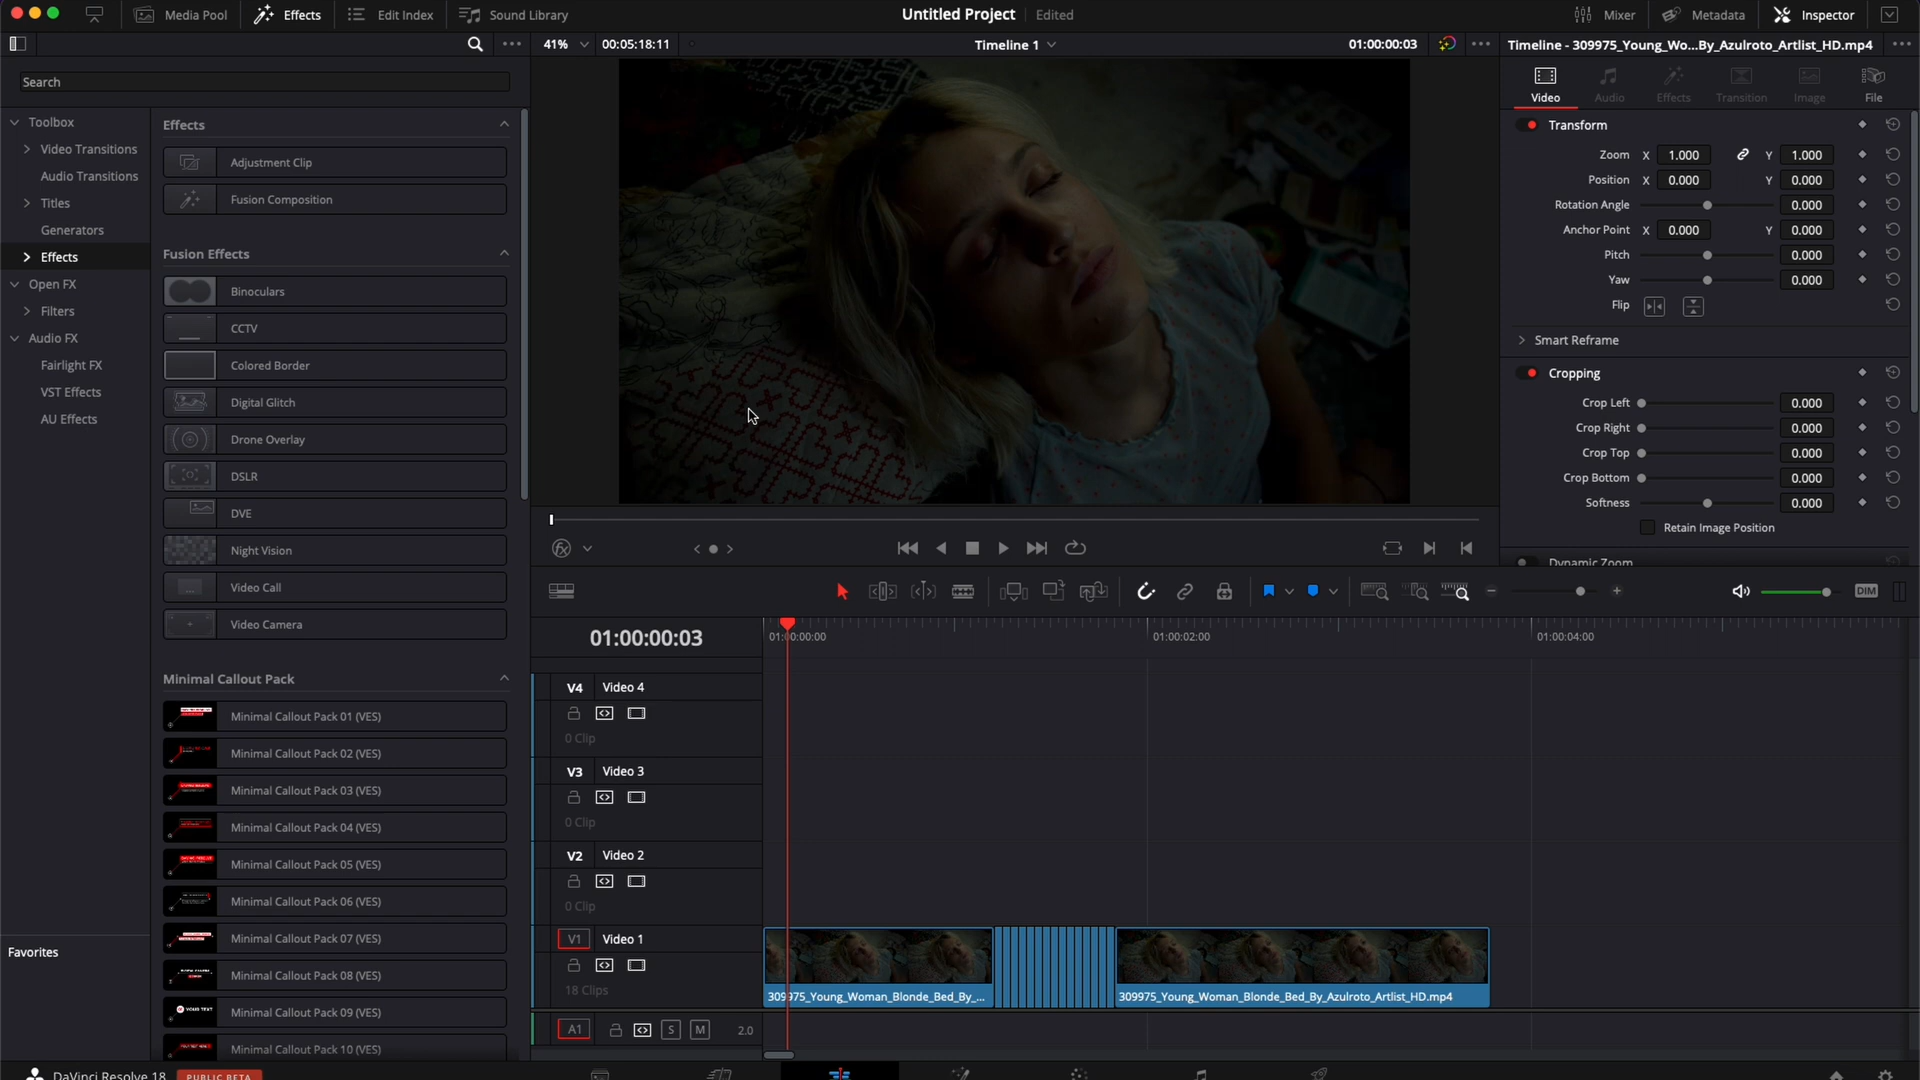 Media Pool
Effects
Edit Index
Sound Library
Untitled Project
Edited
Mixer
Metadata
Inspector
41%
00:05:18:11
Timeline 1
01:00:00:03
Timeline - 309975_Young_Wo...By_Azulroto_Artlist_HD.mp4
Search
Toolbox
Video Transitions
Audio Transitions
Titles
Generators
Effects
Open FX
Filters
Audio FX
Fairlight FX
VST Effects
AU Effects
Favorites
Effects
Adjustment Clip
Fusion Composition
Fusion Effects
Binoculars
CCTV
Colored Border
Digital Glitch
Drone Overlay
DSLR
DVE
Night Vision
Video Call
Video Camera
Minimal Callout Pack
Minimal Callout Pack 01 (VES)
Minimal Callout Pack 02 (VES)
Minimal Callout Pack 03 (VES)
Minimal Callout Pack 04 (VES)
Minimal Callout Pack 05 (VES)
Minimal Callout Pack 06 (VES)
Minimal Callout Pack 07 (VES)
Minimal Callout Pack 08 (VES)
Minimal Callout Pack 09 (VES)
Minimal Callout Pack 10 (VES)
Video
Audio
Effects
Transition
Image
File
Transform
Zoom X 1.000 Y 1.000
Position X 0.000 Y 0.000
Rotation Angle 0.000
Anchor Point X 0.000 Y 0.000
Pitch 0.000
Yaw 0.000
Flip
Smart Reframe
Cropping
Crop Left 0.000
Crop Right 0.000
Crop Top 0.000
Crop Bottom 0.000
Softness 0.000
Retain Image Position
Dynamic Zoom
DIM
01:00:00:03
01:00:00:00
01:00:02:00
01:00:04:00
V4 Video 4
0 Clip
V3 Video 3
0 Clip
V2 Video 2
0 Clip
V1 Video 1
18 Clips
309975_Young_Woman_Blonde_Bed_By_...
309975_Young_Woman_Blonde_Bed_By_Azulroto_Artlist_HD.mp4
A1 S M 2.0
DaVinci Resolve 18
PUBLIC BETA